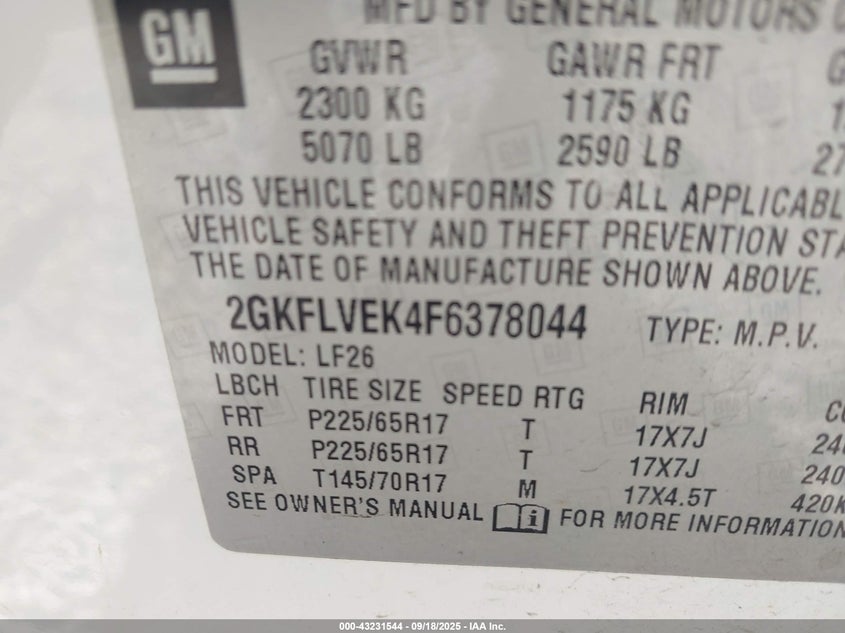 GM
MFD BY GENERAL MOTORS
GVWR GAWR FRT
2300 KG 1175 KG
5070 LB 2590 LB
THIS VEHICLE CONFORMS TO ALL
VEHICLE SAFETY AND THEFT PREVENTION
THE DATE OF MANUFACTURE SHOWN ABOVE.
2GKFLVEK4F6378044 TYPE: M.P.V.
MODEL: LF26
LBCH TIRE SIZE SPEED RTG RIM
FRT P225/65R17 T 17X7J
RR P225/65R17 T 17X7J
SPA T145/70R17 M 17X4.5T
SEE OWNER'S MANUAL i FOR MORE INFORMATION
000-43231544 - 09/18/2025 - IAA Inc.